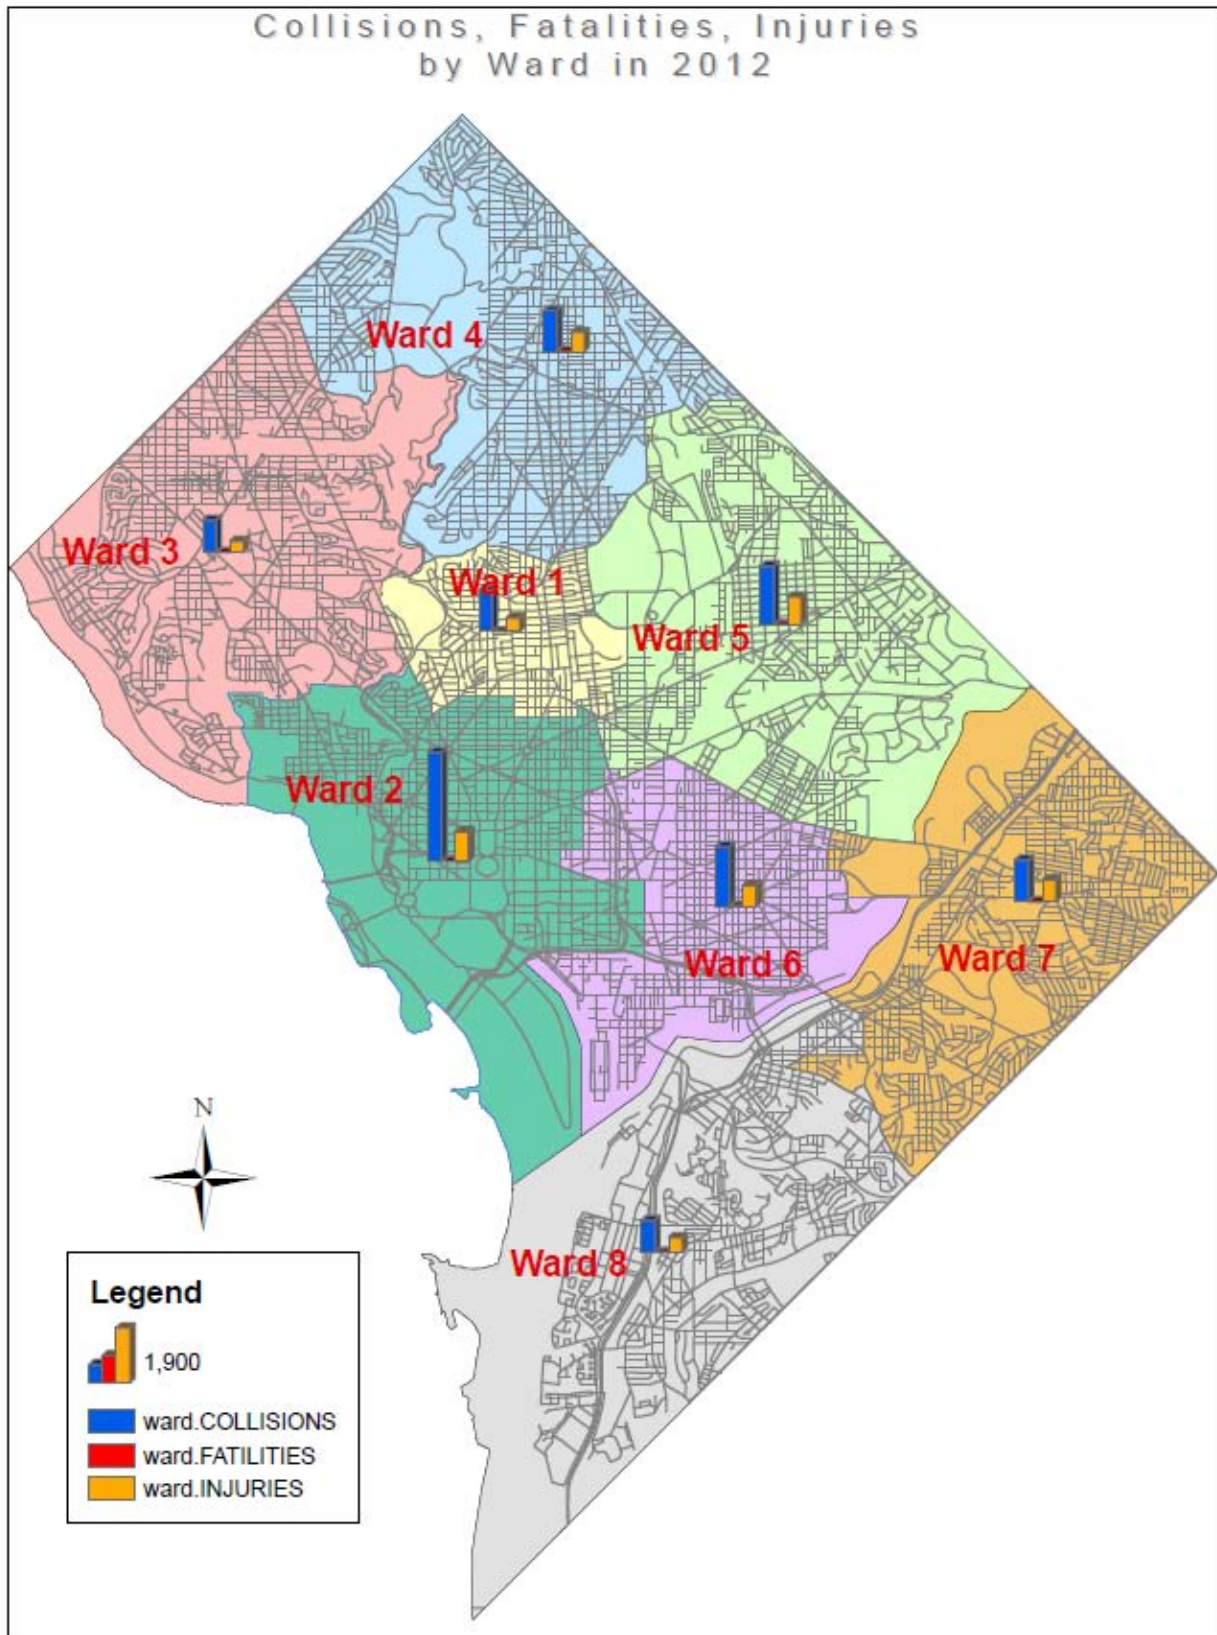 Collisions, Fatalities, Injuries
by Ward in 2012
Ward 4
Ward 3
Ward 1
Ward 5
Ward 2
Ward 6
Ward 7
N
Ward 8
Legend
1,900
ward.COLLISIONS
ward.FATILITIES
ward.INJURIES